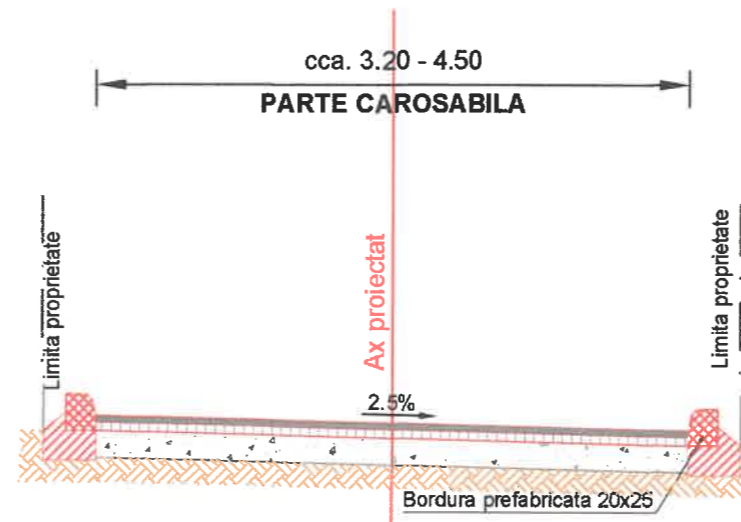 cca. 3.20 - 4.50
PARTE CAROSABILA
Limita proprietate
Ax proiectat
Limita proprietate
2.5%
Bordura prefabricata 20x25